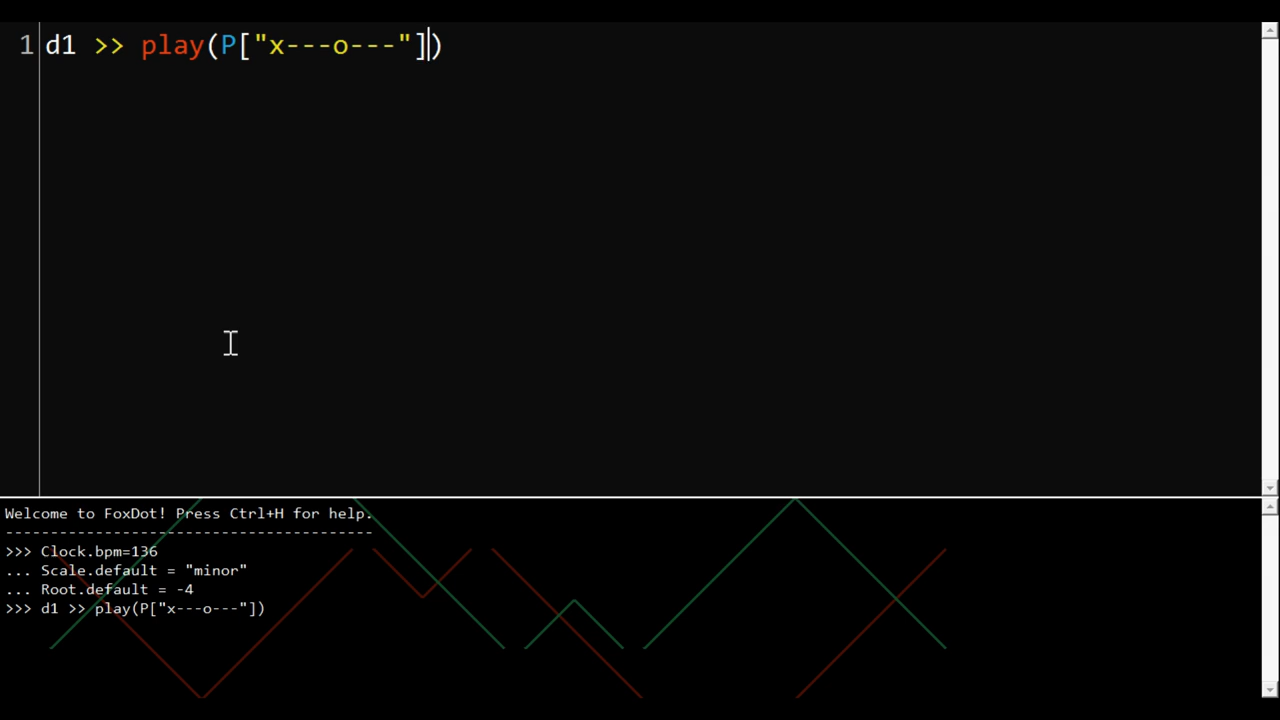 1 d1 >> play(P["x---o---"])
Welcome to FoxDot! Press Ctrl+H for help.
-----------------------------------------
>>> Clock.bpm=136
... Scale.default = "minor"
... Root.default = -4
>>> d1 >> play(P["x---o---"])